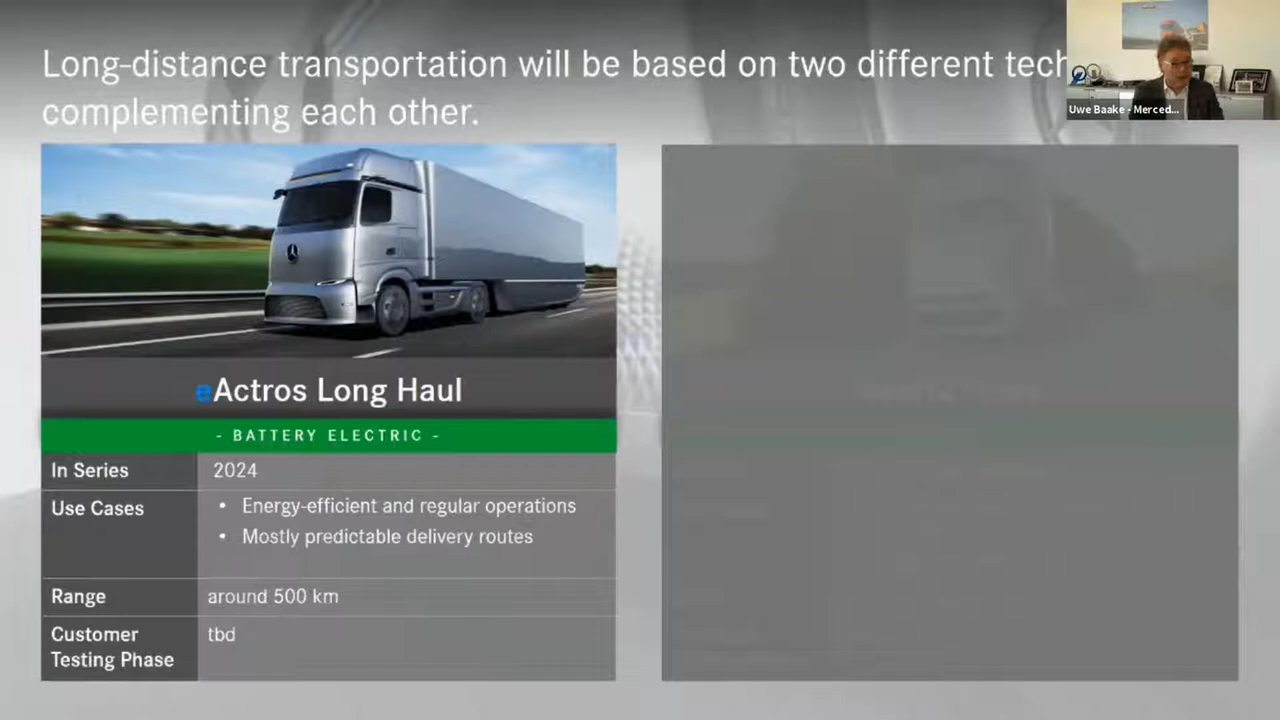 Long-distance transportation will be based on two different tech
complementing each other.
Uwe Baake - Merced...
eActros Long Haul
- BATTERY ELECTRIC -
In Series 2024
Use Cases • Energy-efficient and regular operations
• Mostly predictable delivery routes
Range around 500 km
Customer tbd
Testing Phase